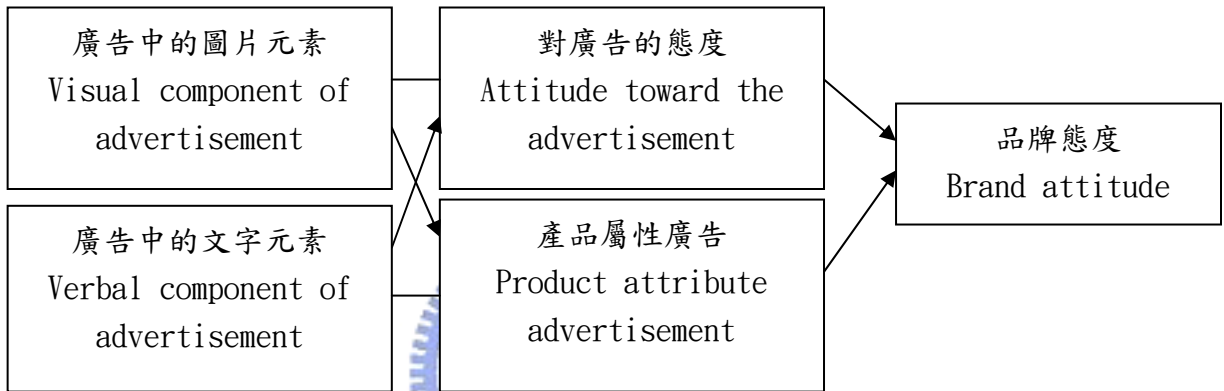 廣告中的圖片元素
Visual component of
advertisement
對廣告的態度
Attitude toward the
advertisement
廣告中的文字元素
Verbal component of
advertisement
產品屬性廣告
Product attribute
advertisement
品牌態度
Brand attitude